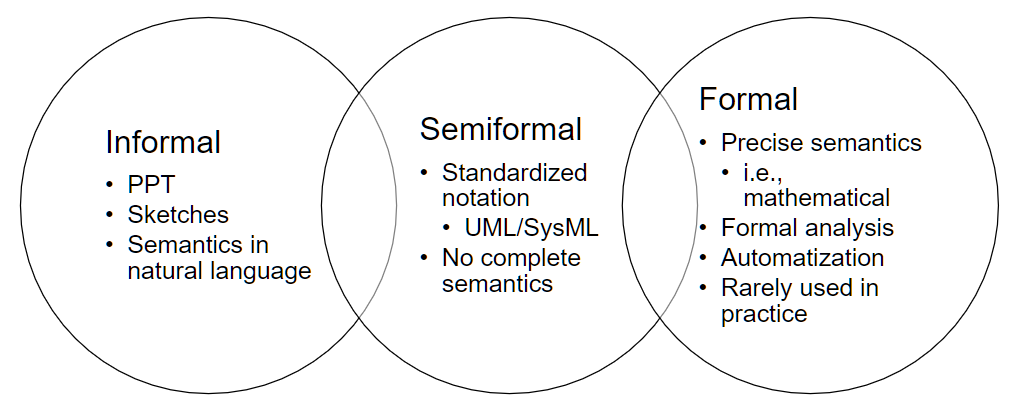 Informal
• PPT
• Sketches
• Semantics in
natural language
Semiformal
• Standardized
notation
• UML/SysML
• No complete
semantics
Formal
• Precise semantics
• i.e.,
mathematical
• Formal analysis
• Automatization
• Rarely used in
practice